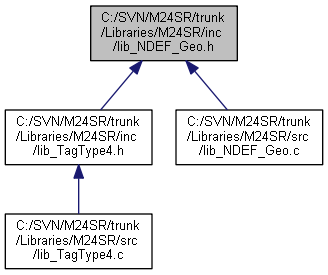 C:/SVN/M24SR/trunk
/Libraries/M24SR/inc
/lib_NDEF_Geo.h
C:/SVN/M24SR/trunk
/Libraries/M24SR/inc
/lib_TagType4.h
C:/SVN/M24SR/trunk
/Libraries/M24SR/src
/lib_NDEF_Geo.c
C:/SVN/M24SR/trunk
/Libraries/M24SR/src
/lib_TagType4.c